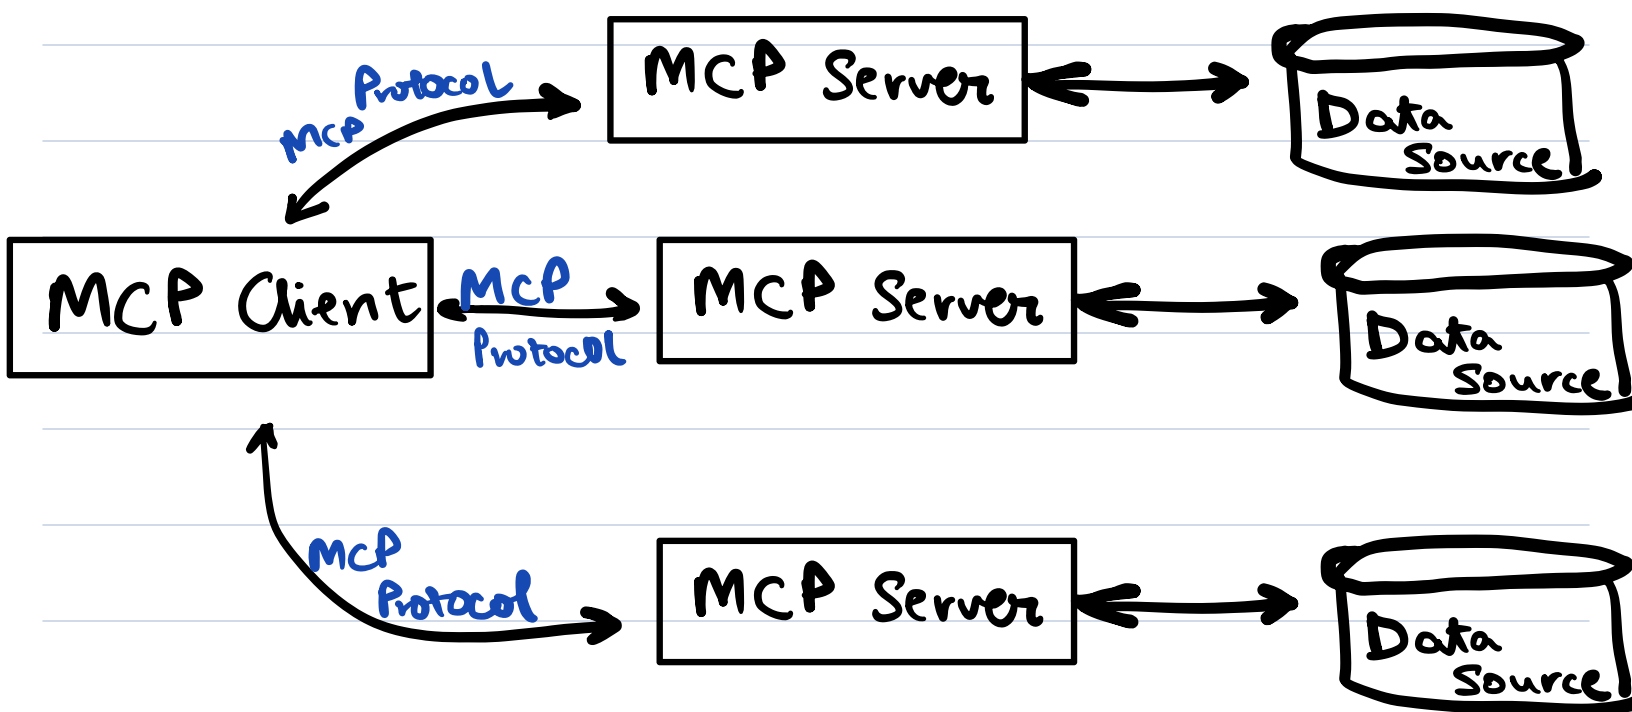 MCP Protocol
MCP Server
Data
Source
MCP Client
MCP
Protocol
MCP Server
Data
Source
MCP
Protocol
MCP Server
Data
Source